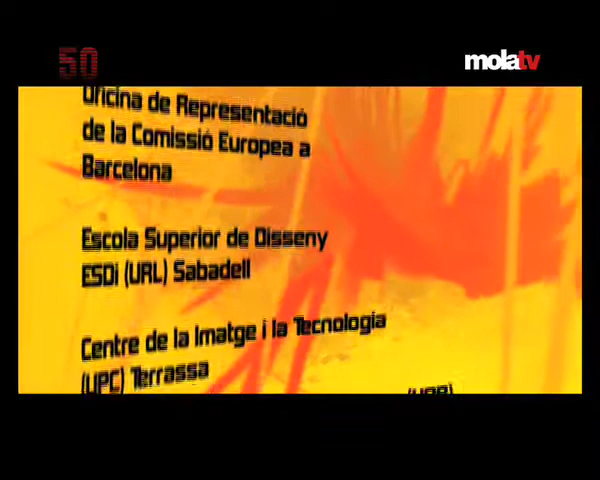 50
molatv
Oficina de Representació
de la Comissió Europea a
Barcelona
Escola Superior de Disseny
ESDi (URL) Sabadell
Centre de la Imatge i la Tecnologia
(UPC) Terrassa